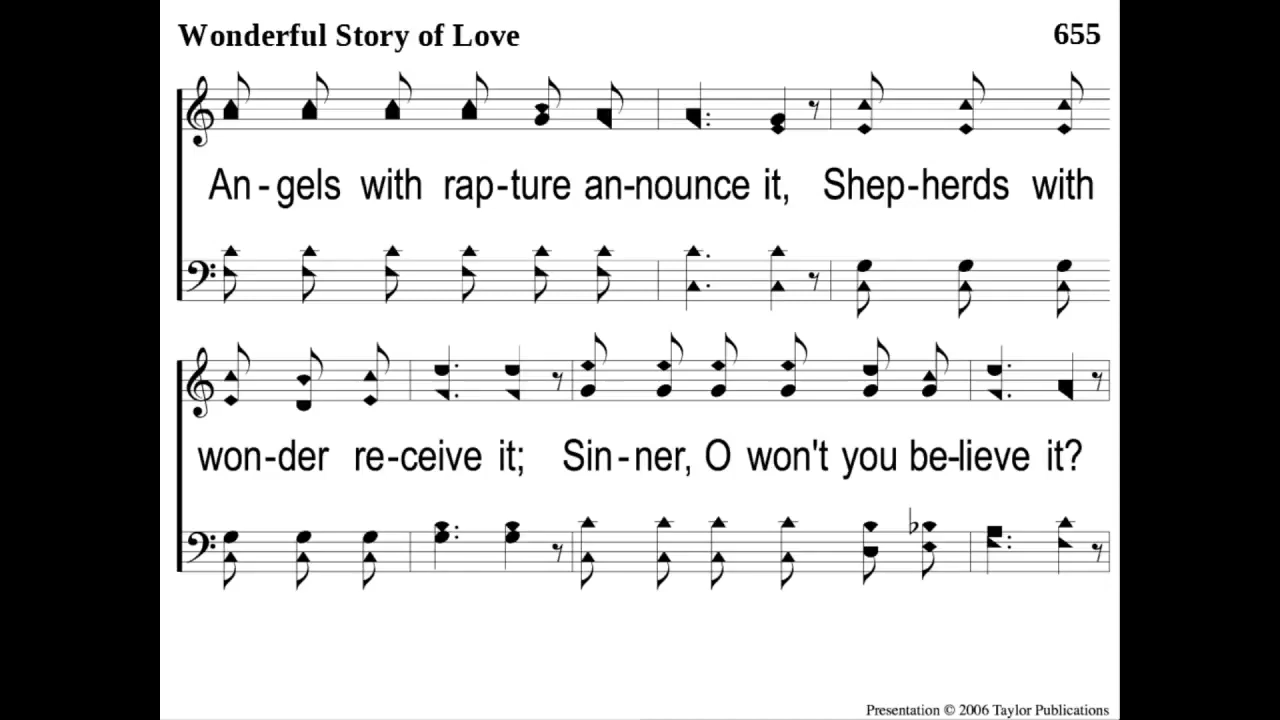 Wonderful Story of Love 655
An - gels with rap-ture an-nounce it, Shep-herds with
won-der re-ceive it; Sin-ner, O won't you be-lieve it?
Presentation © 2006 Taylor Publications